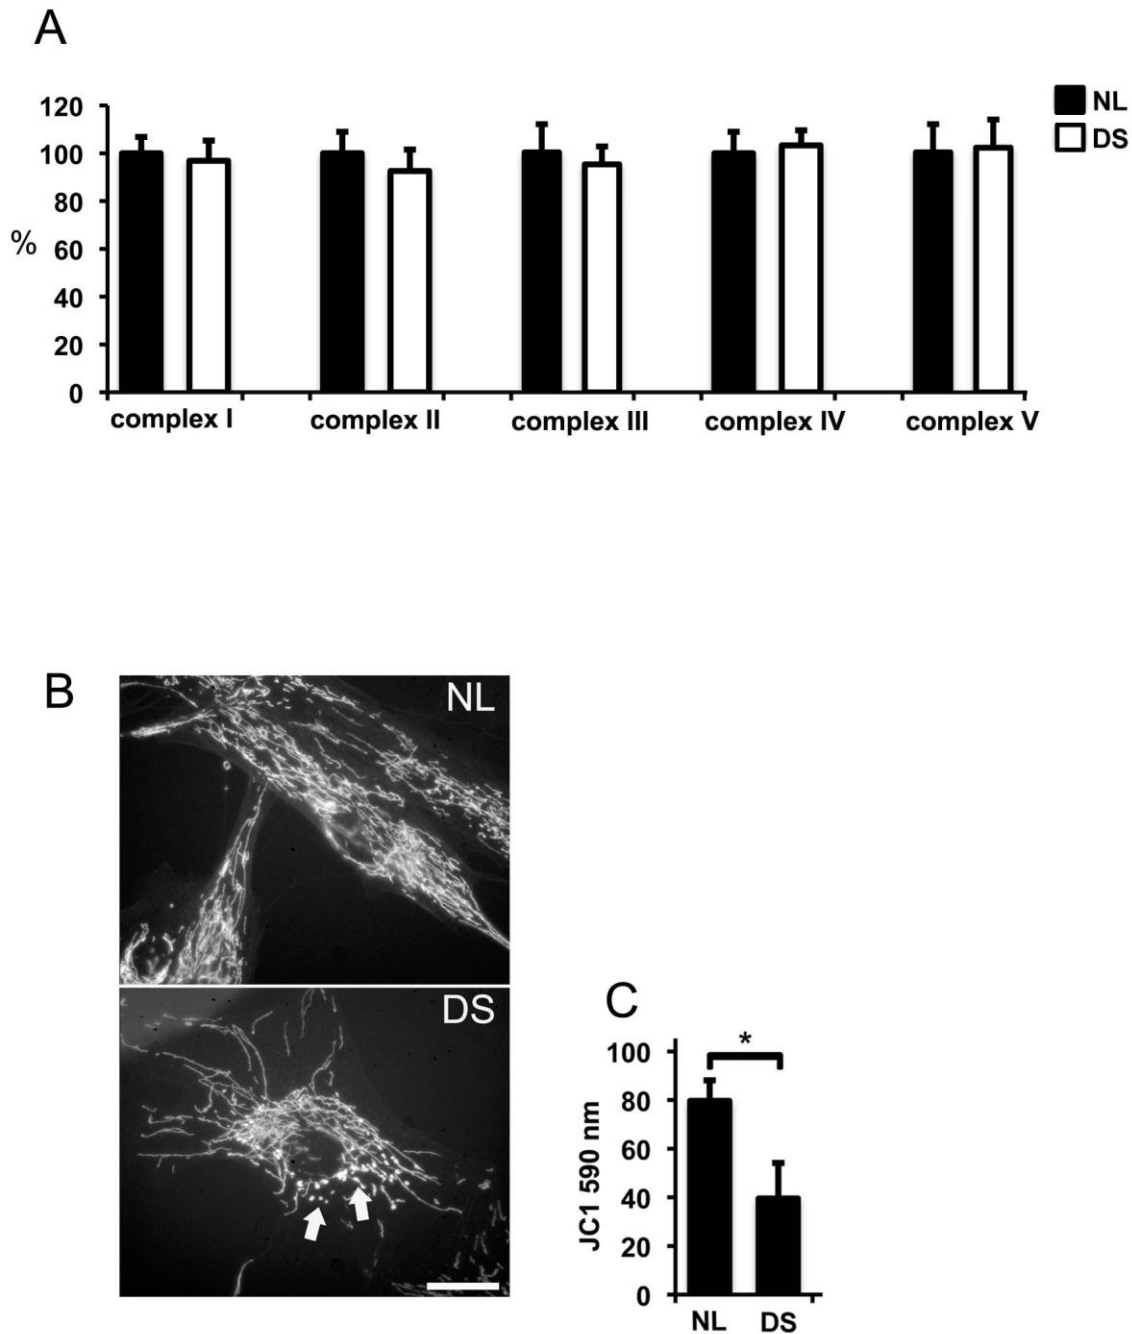 A
120
100
80
60
40
20
0
%
complex I
complex II
complex III
complex IV
complex V
NL
DS
B
NL
DS
C
*
100
80
60
40
20
0
JC1 590 nm
NL
DS